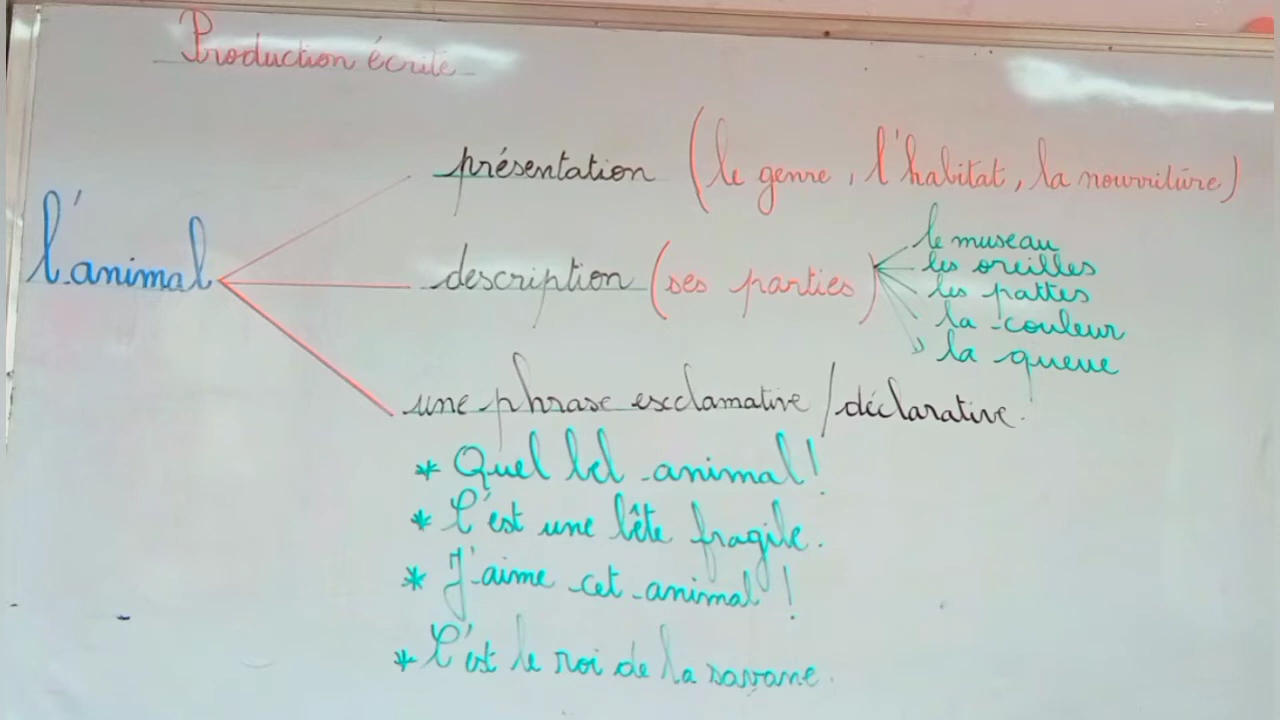 Production écrite
l'animal
présentation (le genre, l'habitat, la nourriture)
description (ses parties)
le museau
les oreilles
les pattes
la couleur
la queue
une phrase exclamative / déclarative.
* Quel bel animal !
* C'est une bête fragile.
* J'aime cet animal !
* C'est le roi de la savane.